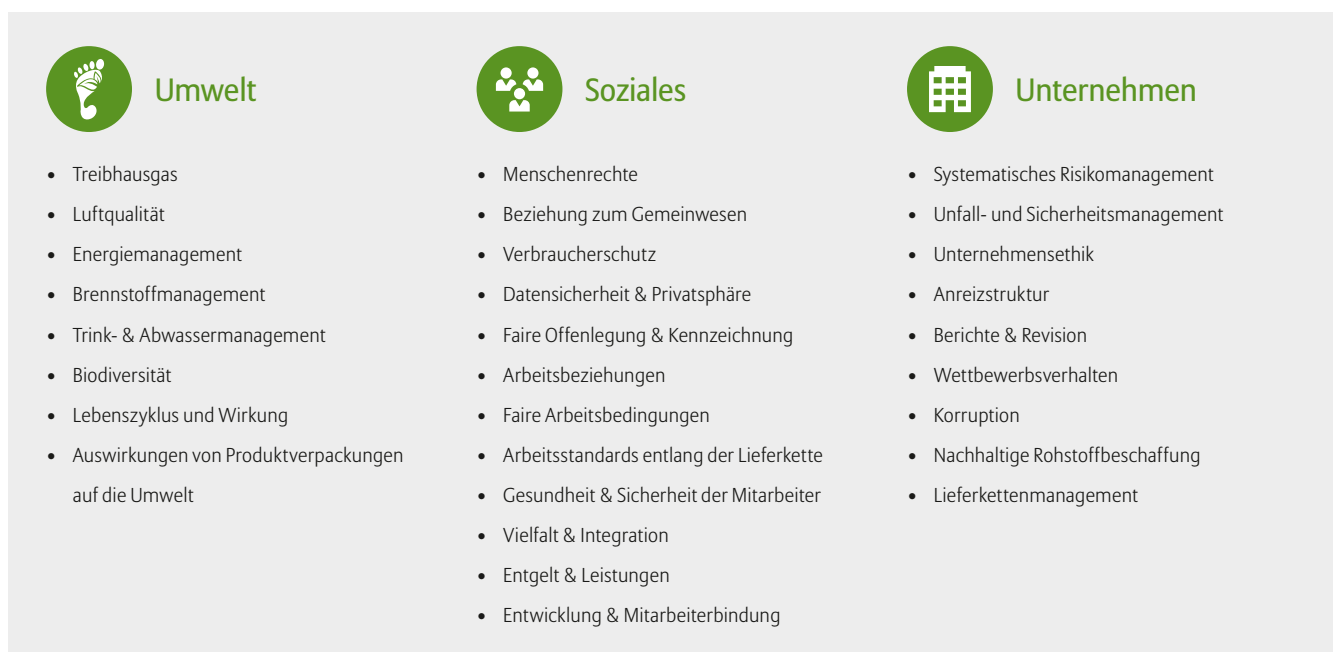 Umwelt
• Treibhausgas
• Luftqualität
• Energiemanagement
• Brennstoffmanagement
• Trink- & Abwassermanagement
• Biodiversität
• Lebenszyklus und Wirkung
• Auswirkungen von Produktverpackungen
auf die Umwelt
Soziales
• Menschenrechte
• Beziehung zum Gemeinwesen
• Verbraucherschutz
• Datensicherheit & Privatsphäre
• Faire Offenlegung & Kennzeichnung
• Arbeitsbeziehungen
• Faire Arbeitsbedingungen
• Arbeitsstandards entlang der Lieferkette
• Gesundheit & Sicherheit der Mitarbeiter
• Vielfalt & Integration
• Entgelt & Leistungen
• Entwicklung & Mitarbeiterbindung
Unternehmen
• Systematisches Risikomanagement
• Unfall- und Sicherheitsmanagement
• Unternehmensethik
• Anreizstruktur
• Berichte & Revision
• Wettbewerbsverhalten
• Korruption
• Nachhaltige Rohstoffbeschaffung
• Lieferkettenmanagement